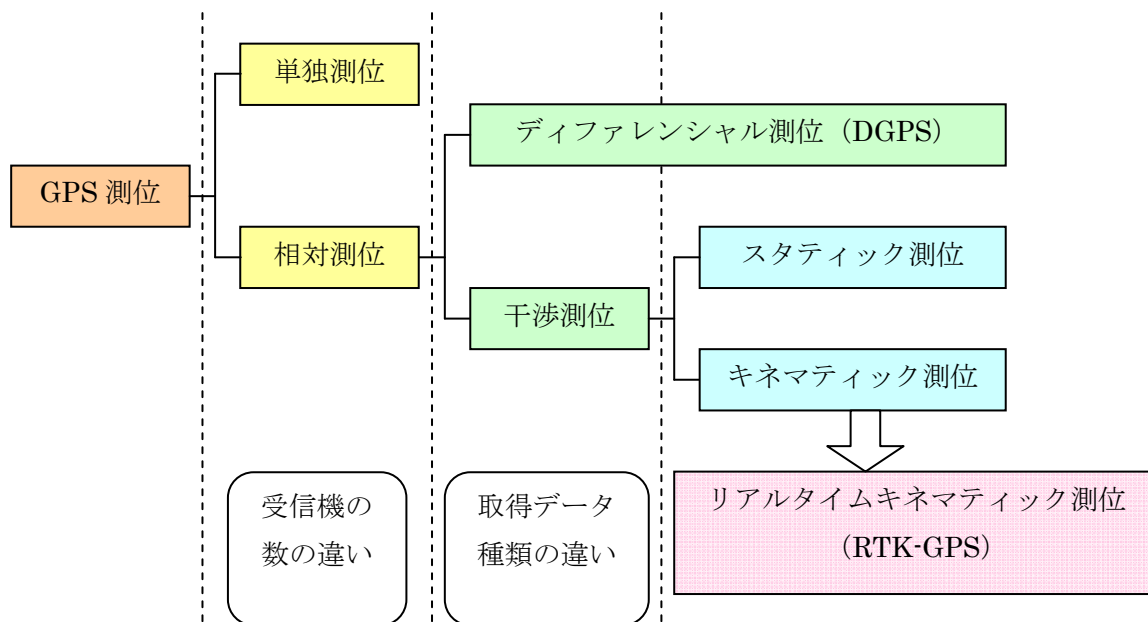 単独測位
ディファレンシャル測位（DGPS）
GPS 測位
相対測位
スタティック測位
干渉測位
キネマティック測位
受信機の
数の違い
取得データ
種類の違い
リアルタイムキネマティック測位
（RTK-GPS）